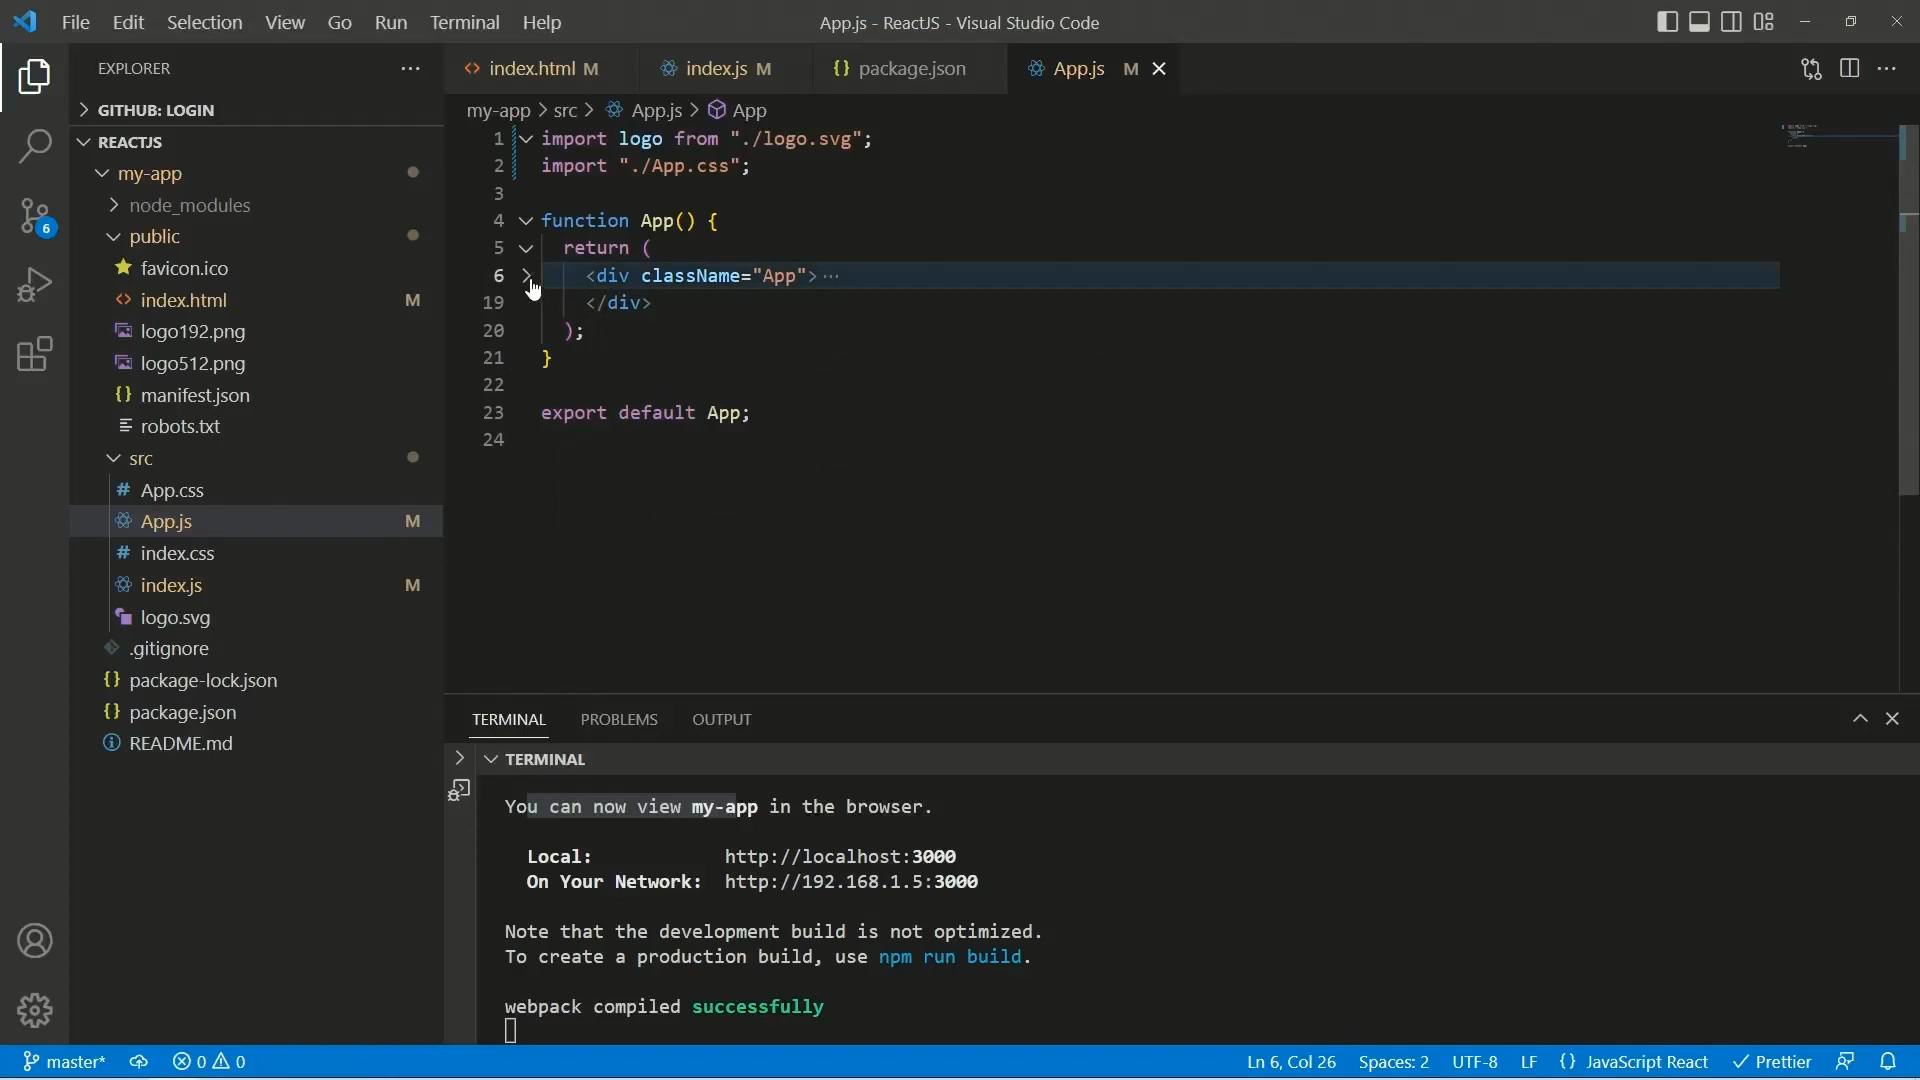 File Edit Selection View Go Run Terminal Help
App.js - ReactJS - Visual Studio Code
EXPLORER
GITHUB: LOGIN
REACTJS
my-app
node_modules
public
favicon.ico
index.html M
logo192.png
logo512.png
manifest.json
robots.txt
src
App.css
App.js M
index.css
index.js M
logo.svg
.gitignore
package-lock.json
package.json
README.md
6
index.html M index.js M package.json App.js M
my-app > src > App.js > App
1 import logo from "./logo.svg";
2 import "./App.css";
3
4 function App() {
5 return (
6 <div className="App">···
19 </div>
20 );
21 }
22
23 export default App;
24
TERMINAL PROBLEMS OUTPUT
TERMINAL
You can now view my-app in the browser.
Local: http://localhost:3000
On Your Network: http://192.168.1.5:3000
Note that the development build is not optimized.
To create a production build, use npm run build.
webpack compiled successfully
master* 0 0 Ln 6, Col 26 Spaces: 2 UTF-8 LF {} JavaScript React Prettier